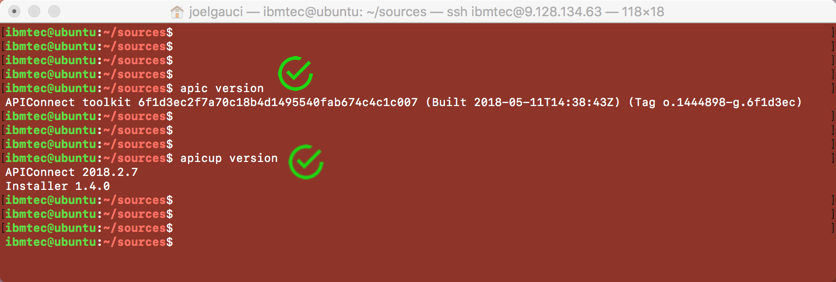 joelgauci — ibmtec@ubuntu: ~/sources — ssh ibmtec@9.128.134.63 — 118×18
[ibmtec@ubuntu:~/sources$ ]
[ibmtec@ubuntu:~/sources$ ]
[ibmtec@ubuntu:~/sources$ ]
[ibmtec@ubuntu:~/sources$ ]
[ibmtec@ubuntu:~/sources$ apic version ]
APIConnect toolkit 6f1d3ec2f7a70c18b4d1495540fab674c4c1c007 (Built 2018-05-11T14:38:43Z) (Tag o.1444898-g.6f1d3ec)
[ibmtec@ubuntu:~/sources$ ]
[ibmtec@ubuntu:~/sources$ ]
[ibmtec@ubuntu:~/sources$ ]
[ibmtec@ubuntu:~/sources$ apicup version ]
APIConnect 2018.2.7
Installer 1.4.0
[ibmtec@ubuntu:~/sources$ ]
[ibmtec@ubuntu:~/sources$ ]
[ibmtec@ubuntu:~/sources$ ]
[ibmtec@ubuntu:~/sources$ ]